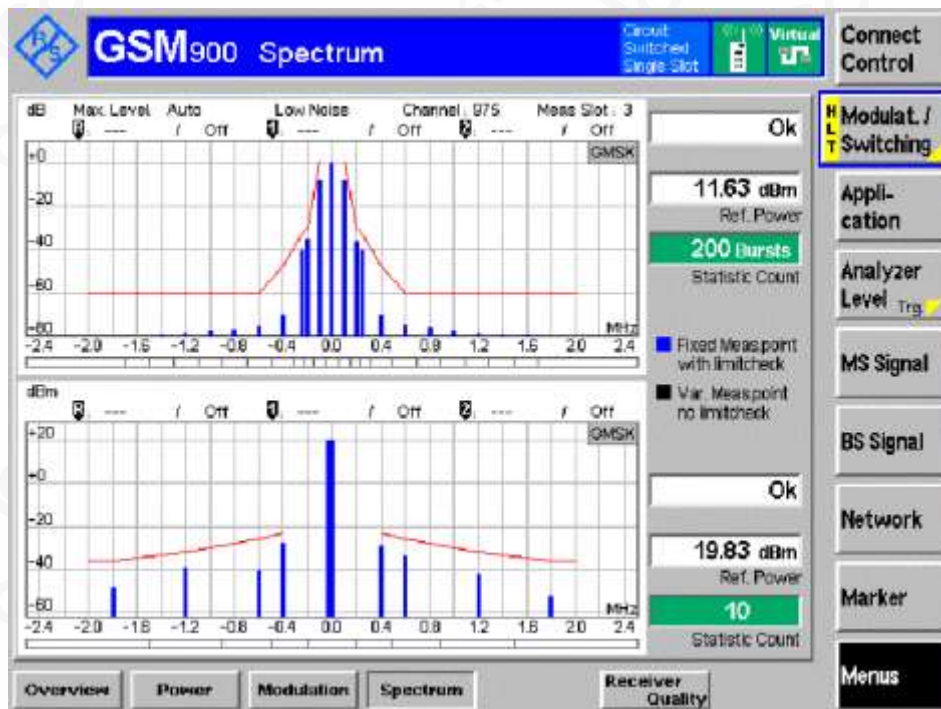 GSM900 Spectrum
Circuit Switched Single Slot
Virtual
Connect Control
dB Max. Level Auto Low Noise Channel: 975 Meas Slot: 3
R: --- / Off 1: --- / Off 2: --- / Off
GMSK
+0
-20
-40
-60
-80
MHz
-2.4 -2.0 -1.6 -1.2 -0.8 -0.4 0.0 0.4 0.8 1.2 1.6 2.0 2.4
Ok
11.63 dBm
Ref. Power
200 Bursts
Statistic Count
Fixed Meas.point
with limitcheck
Var. Meas.point
no limitcheck
dBm
R: --- / Off 1: --- / Off 2: --- / Off
GMSK
+20
+0
-20
-40
-60
MHz
-2.4 -2.0 -1.6 -1.2 -0.8 -0.4 0.0 0.4 0.8 1.2 1.6 2.0 2.4
Ok
19.83 dBm
Ref. Power
10
Statistic Count
HLT
Modulat. /
Switching
Appli-
cation
Analyzer
Level Trg.
MS Signal
BS Signal
Network
Marker
Menus
Overview
Power
Modulation
Spectrum
Receiver
Quality